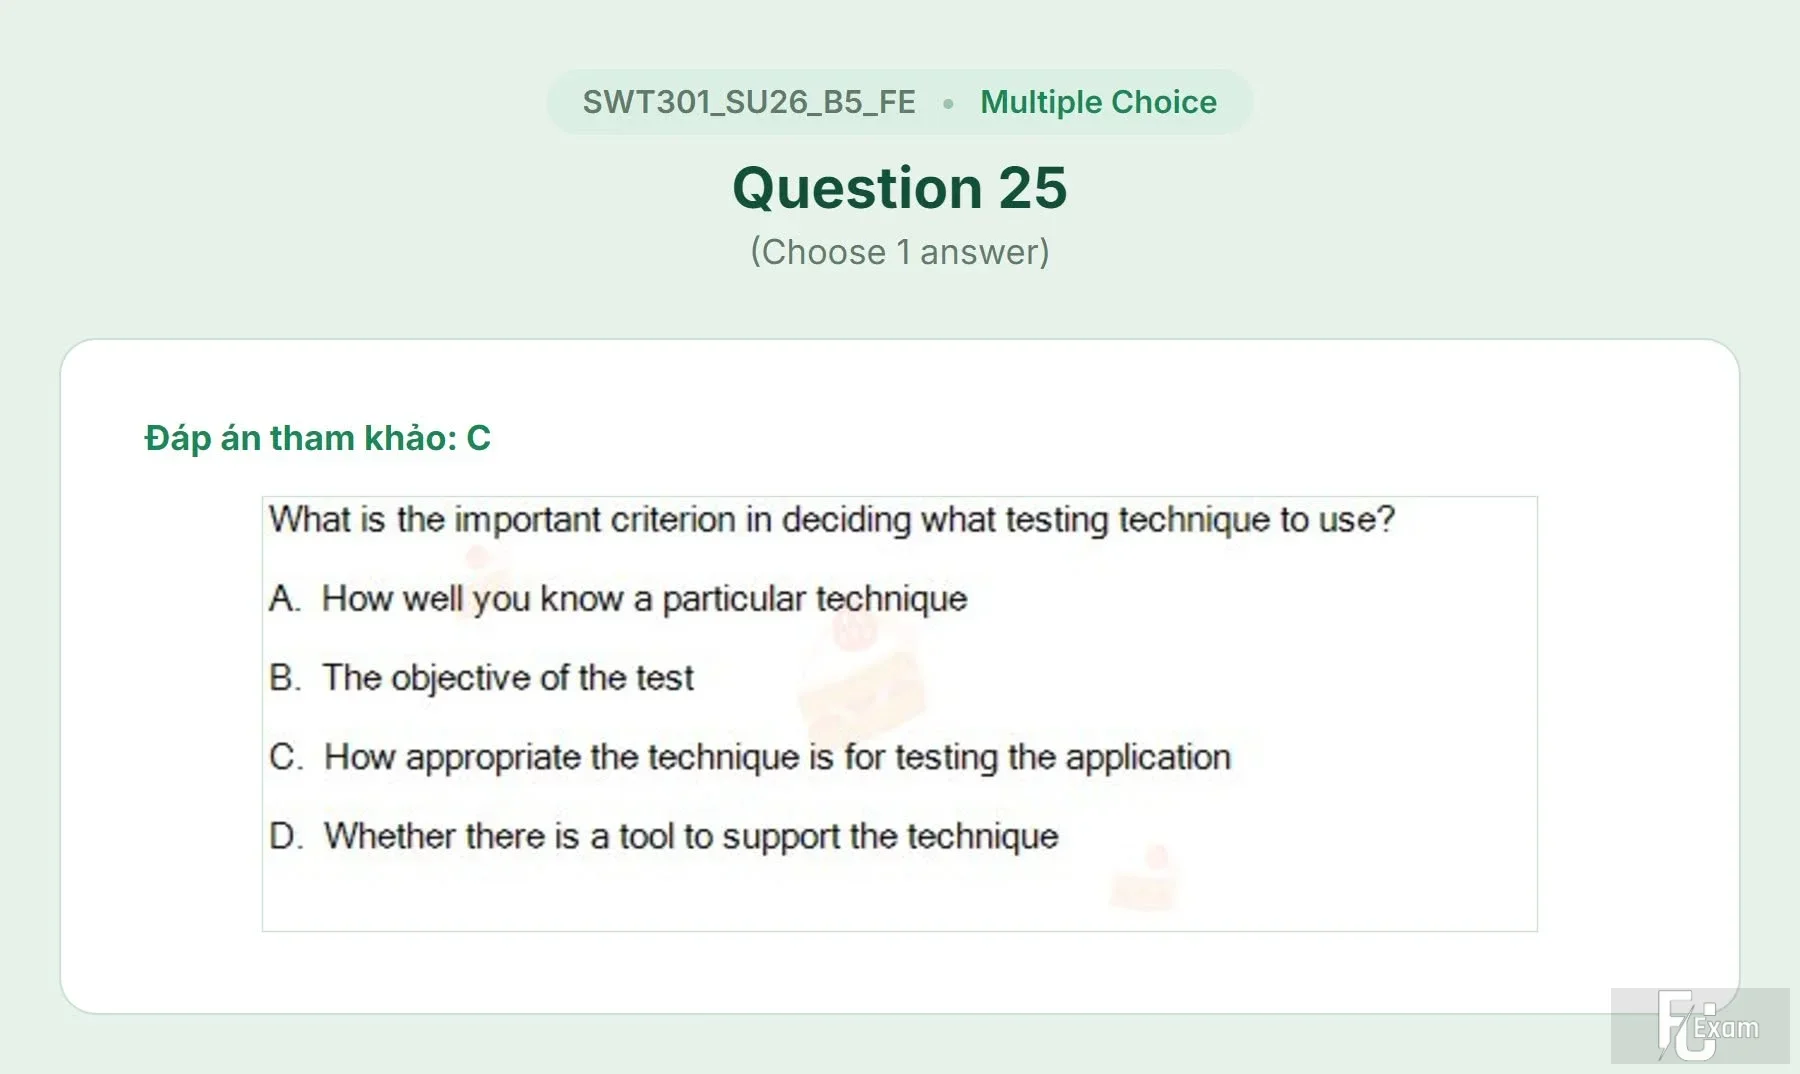 SWT301_SU26_B5_FE • Multiple Choice
Question 25
(Choose 1 answer)
Đáp án tham khảo: C
What is the important criterion in deciding what testing technique to use?
A. How well you know a particular technique
B. The objective of the test
C. How appropriate the technique is for testing the application
D. Whether there is a tool to support the technique
FU Exam